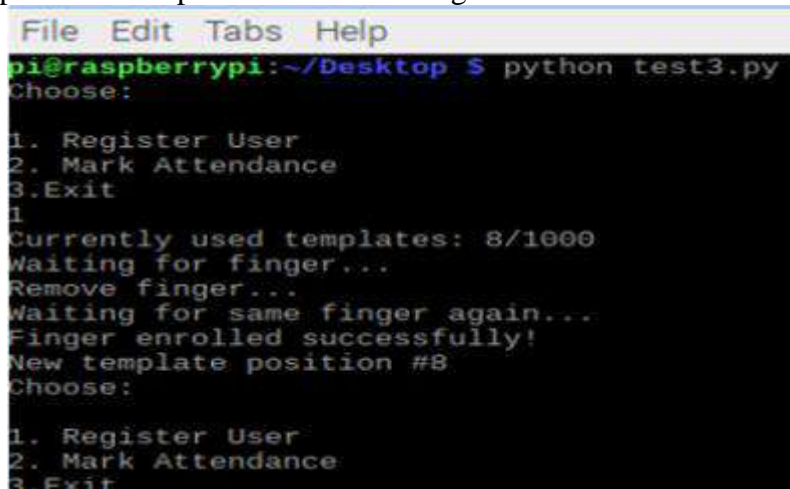 File Edit Tabs Help
pi@raspberrypi:~/Desktop $ python test3.py
Choose:
1. Register User
2. Mark Attendance
3.Exit
1
Currently used templates: 8/1000
Waiting for finger...
Remove finger...
Waiting for same finger again...
Finger enrolled successfully!
New template position #8
Choose:
1. Register User
2. Mark Attendance
3.Exit